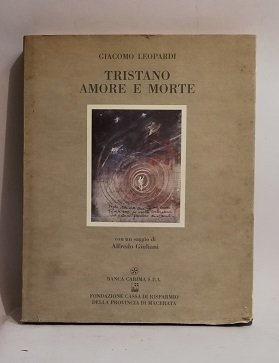 GIACOMO LEOPARDI
TRISTANO
AMORE E MORTE
con un saggio di
Alfredo Giuliani
BANCA CARIMA S.P.A.
FONDAZIONE CASSA DI RISPARMIO
DELLA PROVINCIA DI MACERATA